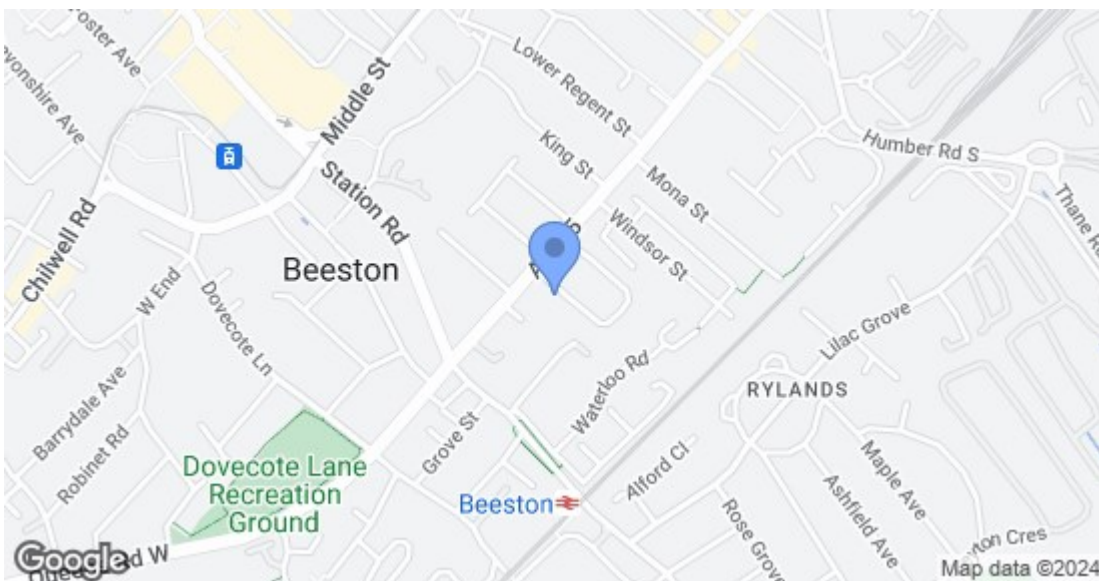 Foster Ave
Devonshire Ave
Middle St
Lower Regent St
King St
Mona St
Humber Rd S
Thane Rd
Station Rd
Chilwell Rd
Windsor St
Beeston
W End
Dovecote Ln
Lilac Grove
Waterloo Rd
RYLANDS
Barrydale Ave
Robinet Rd
Grove St
Dovecote Lane
Recreation
Ground
Alford Cl
Maple Ave
Ashfield Ave
Beeston
Rose Grove
Google
Rd W
Map data ©2024